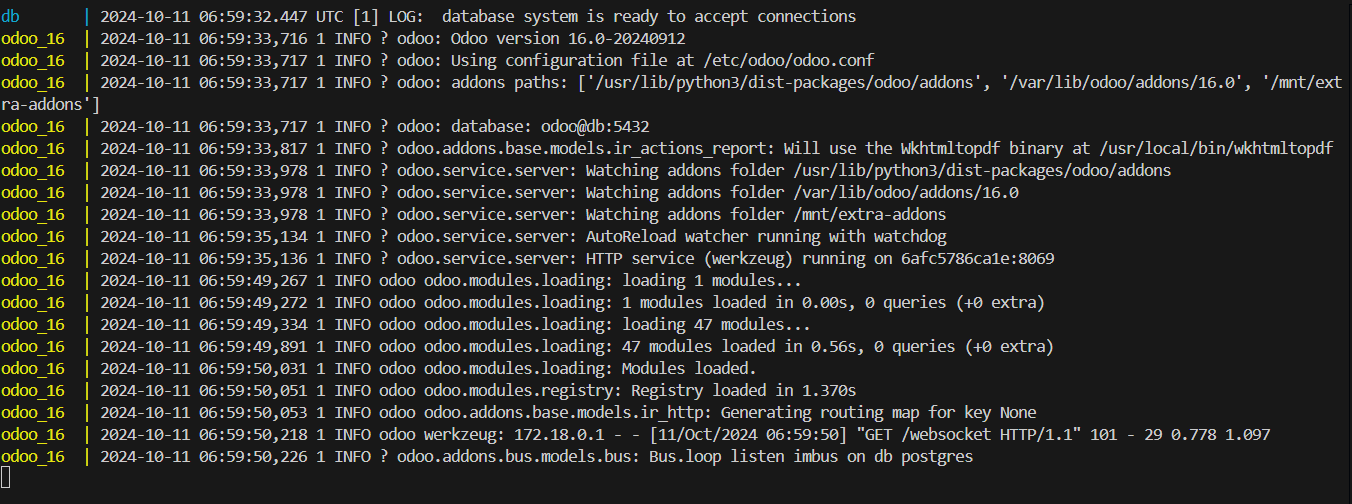 db       | 2024-10-11 06:59:32.447 UTC [1] LOG:  database system is ready to accept connections
odoo_16  | 2024-10-11 06:59:33,716 1 INFO ? odoo: Odoo version 16.0-20240912
odoo_16  | 2024-10-11 06:59:33,717 1 INFO ? odoo: Using configuration file at /etc/odoo/odoo.conf
odoo_16  | 2024-10-11 06:59:33,717 1 INFO ? odoo: addons paths: ['/usr/lib/python3/dist-packages/odoo/addons', '/var/lib/odoo/addons/16.0', '/mnt/ext
ra-addons']
odoo_16  | 2024-10-11 06:59:33,717 1 INFO ? odoo: database: odoo@db:5432
odoo_16  | 2024-10-11 06:59:33,817 1 INFO ? odoo.addons.base.models.ir_actions_report: Will use the Wkhtmltopdf binary at /usr/local/bin/wkhtmltopdf
odoo_16  | 2024-10-11 06:59:33,978 1 INFO ? odoo.service.server: Watching addons folder /usr/lib/python3/dist-packages/odoo/addons
odoo_16  | 2024-10-11 06:59:33,978 1 INFO ? odoo.service.server: Watching addons folder /var/lib/odoo/addons/16.0
odoo_16  | 2024-10-11 06:59:33,978 1 INFO ? odoo.service.server: Watching addons folder /mnt/extra-addons
odoo_16  | 2024-10-11 06:59:35,134 1 INFO ? odoo.service.server: AutoReload watcher running with watchdog
odoo_16  | 2024-10-11 06:59:35,136 1 INFO ? odoo.service.server: HTTP service (werkzeug) running on 6afc5786ca1e:8069
odoo_16  | 2024-10-11 06:59:49,267 1 INFO odoo odoo.modules.loading: loading 1 modules...
odoo_16  | 2024-10-11 06:59:49,272 1 INFO odoo odoo.modules.loading: 1 modules loaded in 0.00s, 0 queries (+0 extra)
odoo_16  | 2024-10-11 06:59:49,334 1 INFO odoo odoo.modules.loading: loading 47 modules...
odoo_16  | 2024-10-11 06:59:49,891 1 INFO odoo odoo.modules.loading: 47 modules loaded in 0.56s, 0 queries (+0 extra)
odoo_16  | 2024-10-11 06:59:50,031 1 INFO odoo odoo.modules.loading: Modules loaded.
odoo_16  | 2024-10-11 06:59:50,051 1 INFO odoo odoo.modules.registry: Registry loaded in 1.370s
odoo_16  | 2024-10-11 06:59:50,053 1 INFO odoo odoo.addons.base.models.ir_http: Generating routing map for key None
odoo_16  | 2024-10-11 06:59:50,218 1 INFO odoo werkzeug: 172.18.0.1 - - [11/Oct/2024 06:59:50] "GET /websocket HTTP/1.1" 101 - 29 0.778 1.097
odoo_16  | 2024-10-11 06:59:50,226 1 INFO ? odoo.addons.bus.models.bus: Bus.loop listen imbus on db postgres